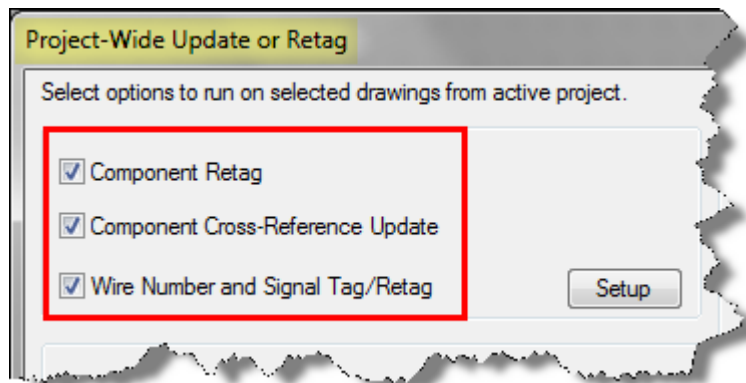 Project-Wide Update or Retag
Select options to run on selected drawings from active project.
Component Retag
Component Cross-Reference Update
Wire Number and Signal Tag/Retag
Setup